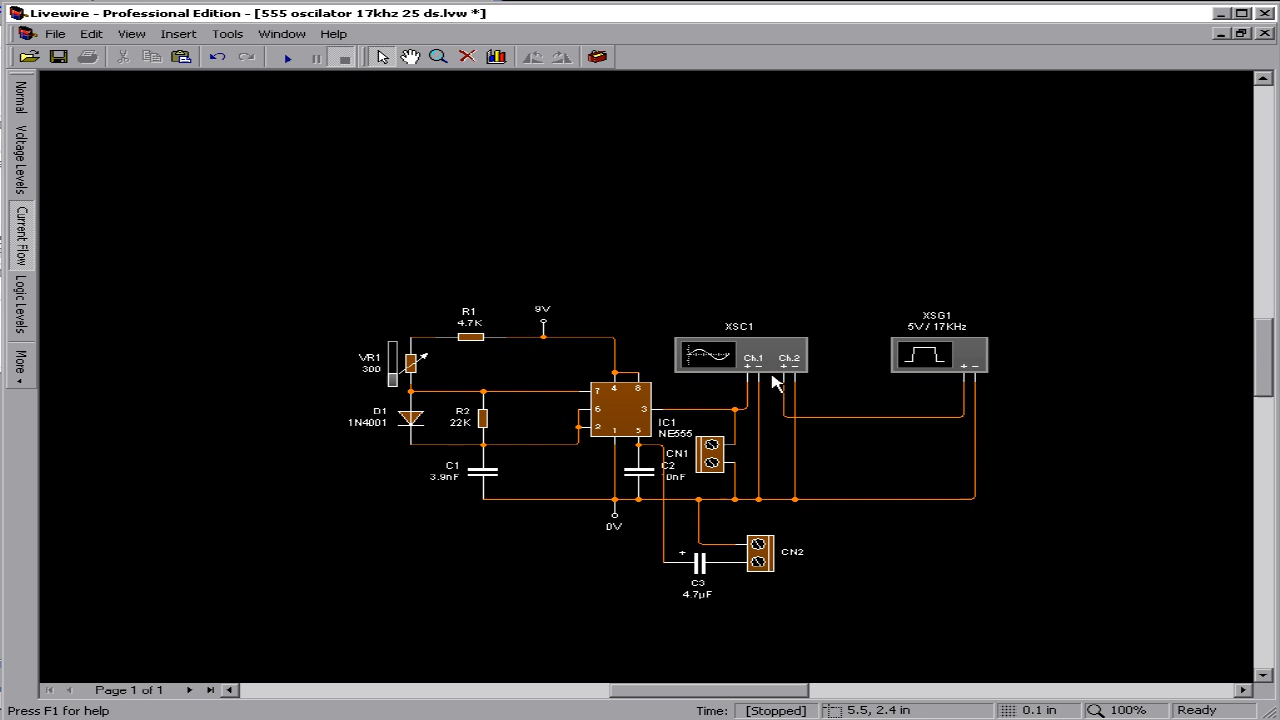 Livewire - Professional Edition - [555 oscilator 17khz 25 ds.lvw *]
File Edit View Insert Tools Window Help
Normal
Voltage Levels
Current Flow
Logic Levels
More
R1
4.7K
9V
VR1
300
D1
1N4001
R2
22K
C1
3.9nF
7
6
2
4
8
3
1
5
IC1
NE555
C2
0nF
0V
XSC1
Ch.1 Ch.2
+ - + -
XSG1
5V / 17KHz
+ -
CN1
CN2
+
C3
4.7µF
Page 1 of 1
Press F1 for help
Time: [Stopped]
5.5, 2.4 in
0.1 in
100%
Ready